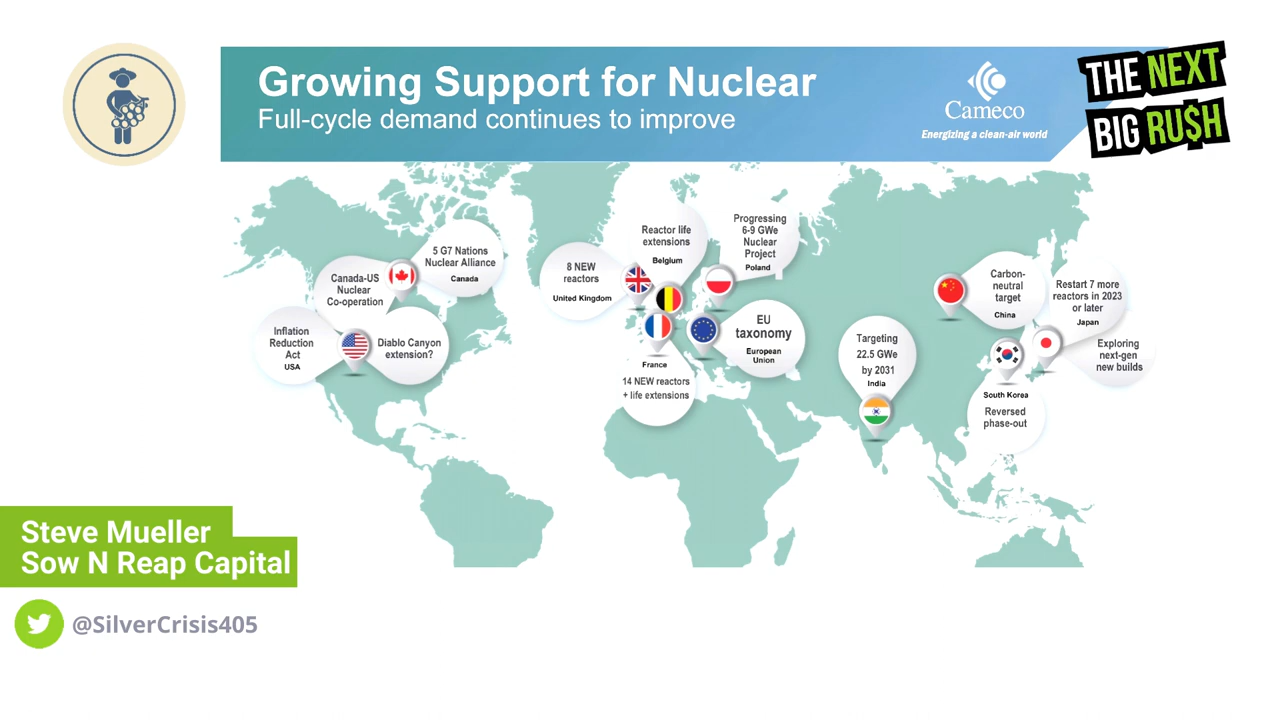 Growing Support for Nuclear
Full-cycle demand continues to improve
Cameco
Energizing a clean-air world
THE NEXT
BIG RU$H
5 G7 Nations
Nuclear Alliance
Canada
Canada-US
Nuclear
Co-operation
Inflation
Reduction
Act
USA
Diablo Canyon
extension?
8 NEW
reactors
United Kingdom
Reactor life
extensions
Belgium
Progressing
6-9 GWe
Nuclear
Project
Poland
EU
taxonomy
European
Union
France
14 NEW reactors
+ life extensions
Targeting
22.5 GWe
by 2031
India
Carbon-
neutral
target
China
Restart 7 more
reactors in 2023
or later
Japan
Exploring
next-gen
new builds
South Korea
Reversed
phase-out
Steve Mueller
Sow N Reap Capital
@SilverCrisis405